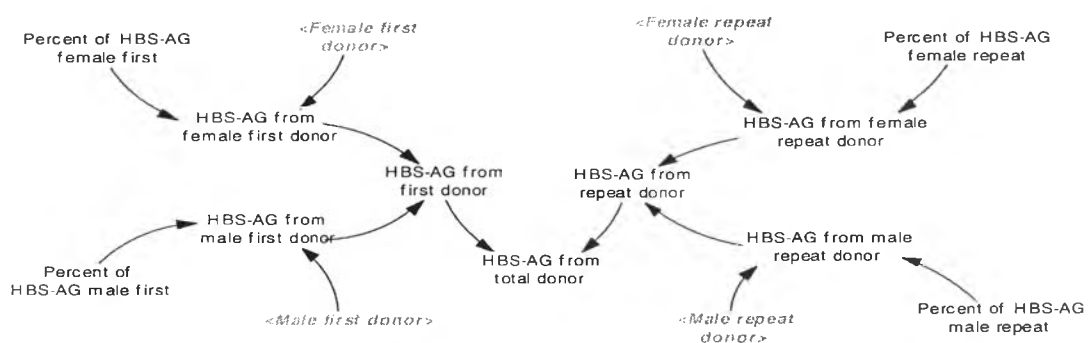 Percent of HBS-AG
female first
<Female first
donor>
<Female repeat
donor>
Percent of HBS-AG
female repeat
HBS-AG from
female first donor
HBS-AG from female
repeat donor
HBS-AG from
first donor
HBS-AG from
repeat donor
HBS-AG from
male first donor
HBS-AG from male
repeat donor
HBS-AG from
total donor
Percent of
HBS-AG male first
<Male first donor>
<Male repeat
donor>
Percent of HBS-AG
male repeat